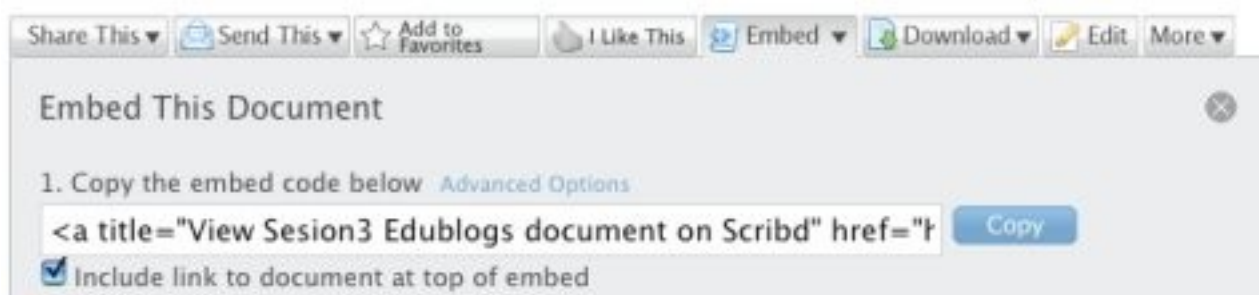 Share This Send This Add to Favorites I Like This Embed Download Edit More
Embed This Document
1. Copy the embed code below Advanced Options
<a title="View Sesion3 Edublogs document on Scribd" href="h Copy
Include link to document at top of embed